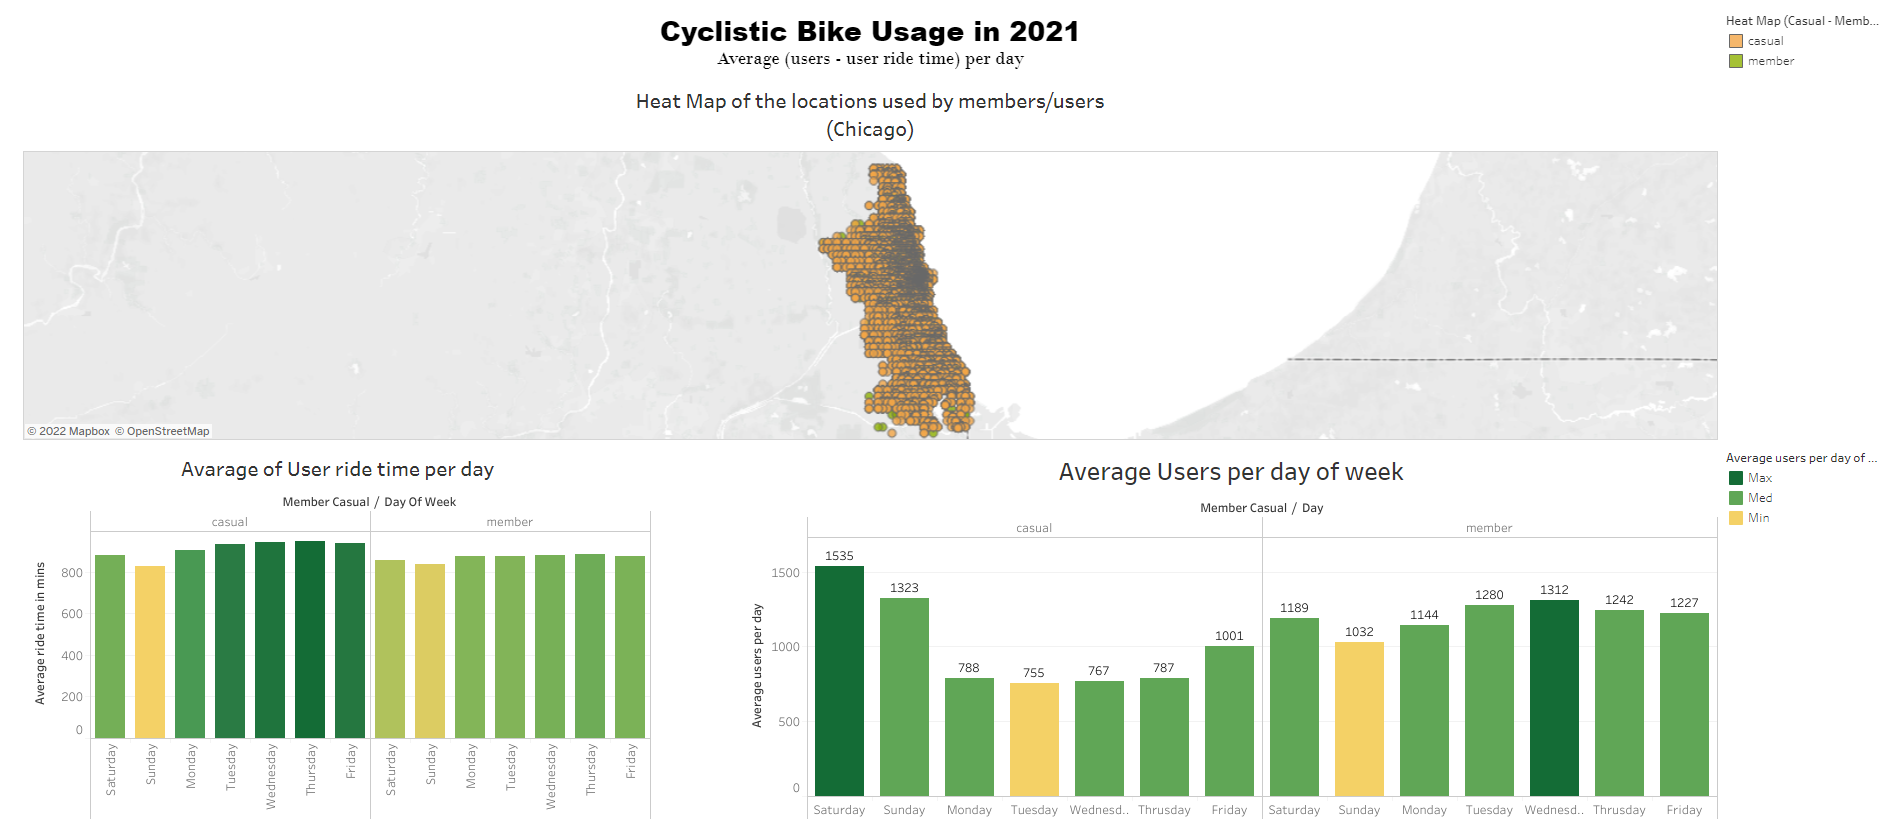 Cyclistic Bike Usage in 2021
Average (users - user ride time) per day
Heat Map (Casual - Memb...
casual
member
Heat Map of the locations used by members/users
(Chicago)
© 2022 Mapbox © OpenStreetMap
Avarage of User ride time per day
Member Casual / Day Of Week
casual
member
Average ride time in mins
800
600
400
200
0
Saturday
Sunday
Monday
Tuesday
Wednesday
Thursday
Friday
Saturday
Sunday
Monday
Tuesday
Wednesday
Thursday
Friday
Average Users per day of week
Member Casual / Day
casual
member
Average users per day
1500
1000
500
0
1535
1323
788
755
767
787
1001
1189
1032
1144
1280
1312
1242
1227
Saturday
Sunday
Monday
Tuesday
Wednesd..
Thrusday
Friday
Saturday
Sunday
Monday
Tuesday
Wednesd..
Thrusday
Friday
Average users per day of ...
Max
Med
Min